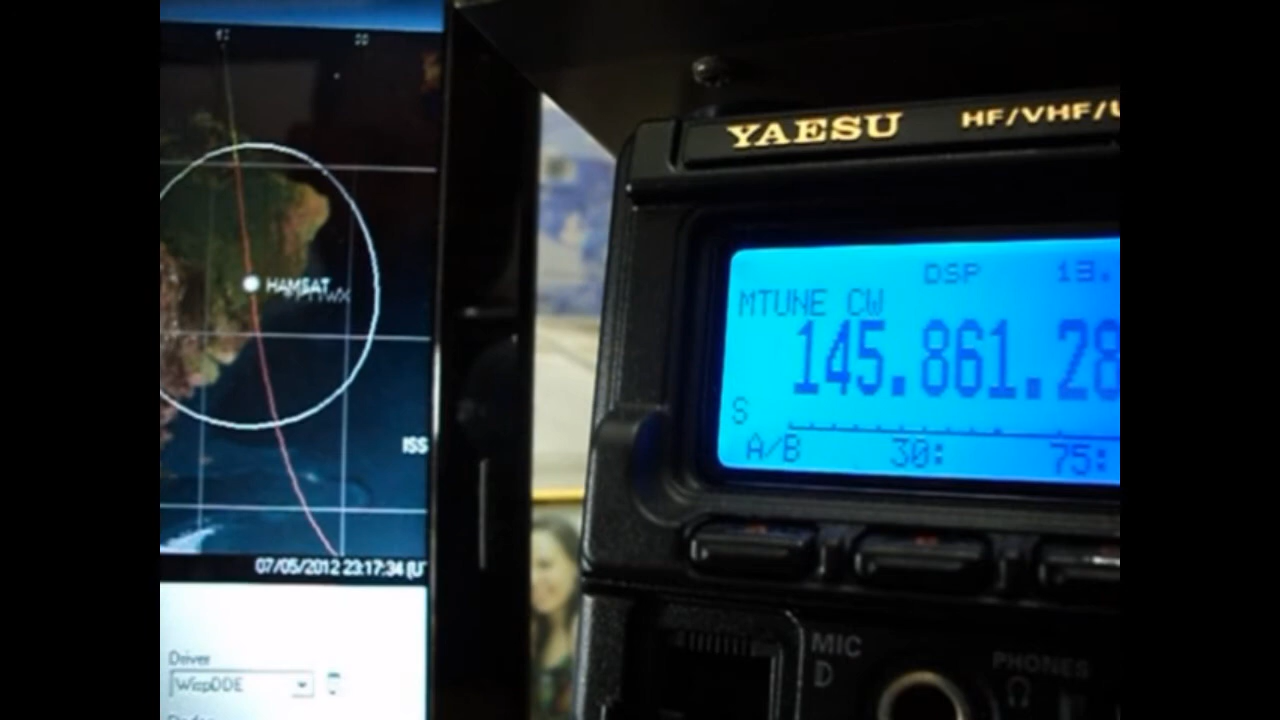 HAMSAT
ISS
07/05/2012 23:17:34 (U
Driver
WispDDE
YAESU HF/VHF/U
DSP 13.
MTUNE CW
145.861.28
S
A/B 30: 75:
MIC
PHONES
D